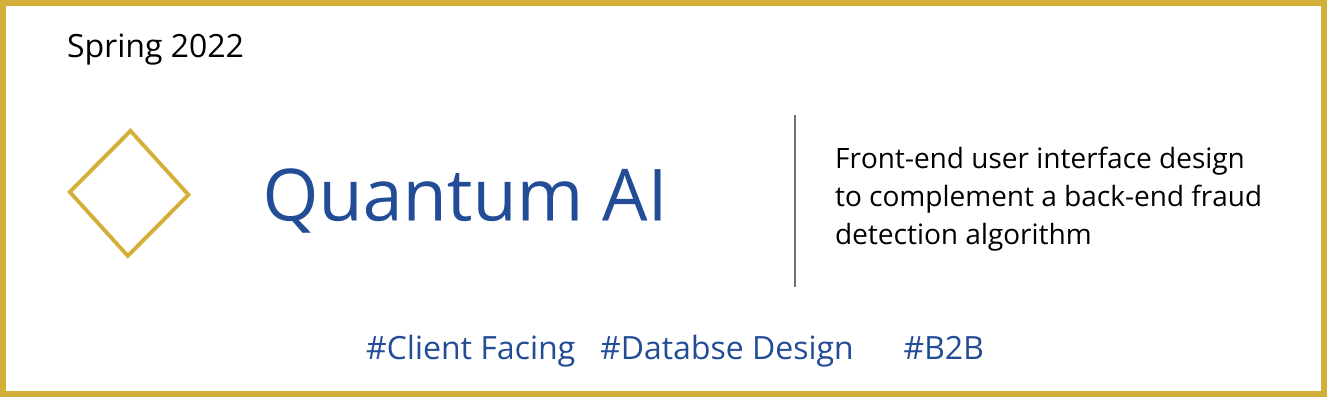 Spring 2022
Quantum AI
Front-end user interface design
to complement a back-end fraud
detection algorithm
#Client Facing #Databse Design #B2B